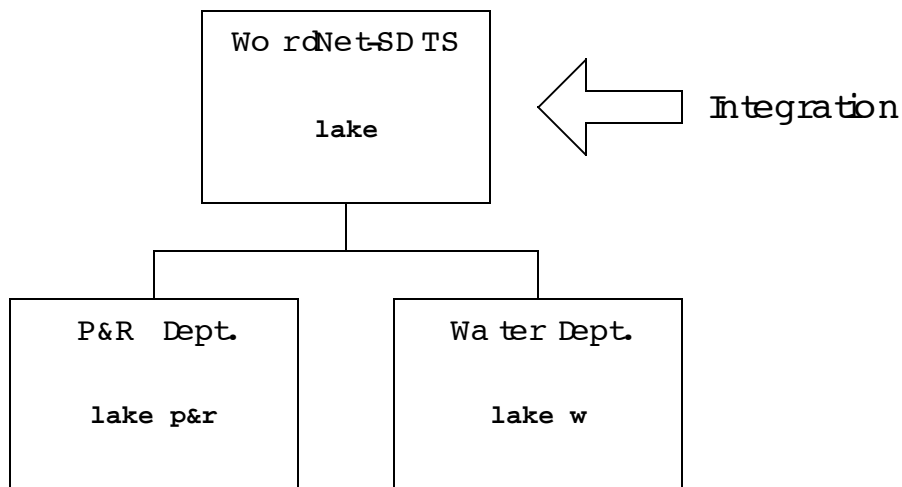 WordNet-SDTS
lake
Integration
P&R Dept.
lake p&r
Water Dept.
lake w